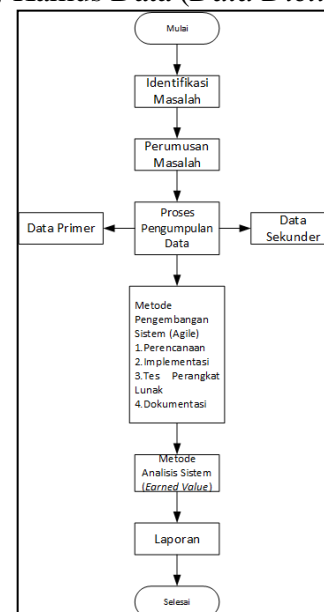 Kamus Data (Data
Mulai
Identifikasi
Masalah
Perumusan
Masalah
Proses
Pengumpulan
Data
Data Primer
Data
Sekunder
Metode
Pengembangan
Sistem (Agile)
1.Perencanaan
2.Implementasi
3.Tes Perangkat
Lunak
4.Dokumentasi
Metode
Analisis Sistem
(Earned Value)
Laporan
Selesai